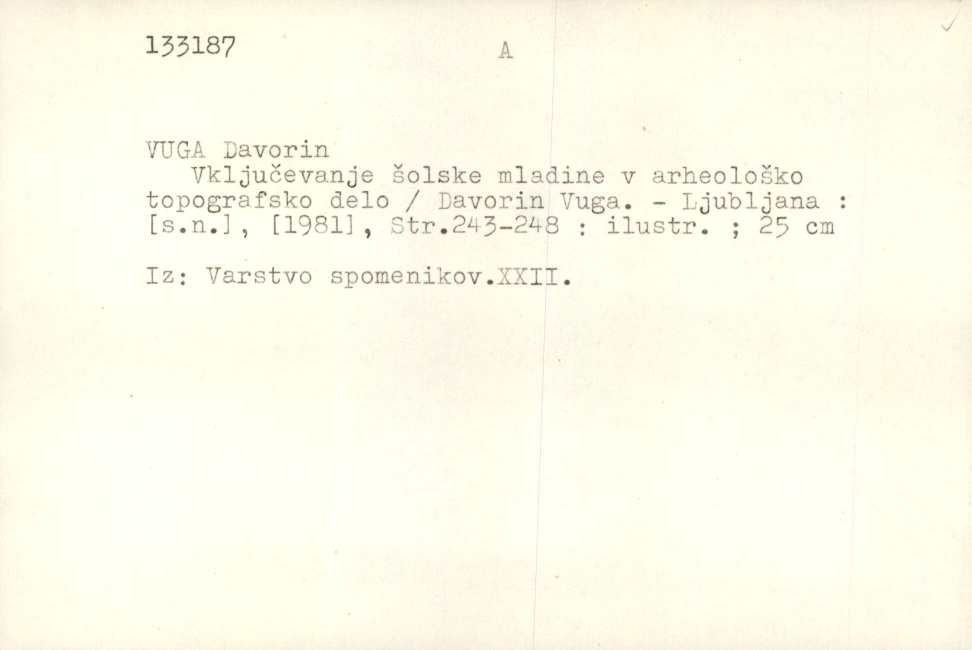 133187 A
VUGA Davorin
Vključevanje šolske mladine v arheološko
topografsko delo / Davorin Vuga. - Ljubljana :
[s.n.], [1981], Str.243-248 : ilustr. ; 25 cm
Iz: Varstvo spomenikov.XXII.